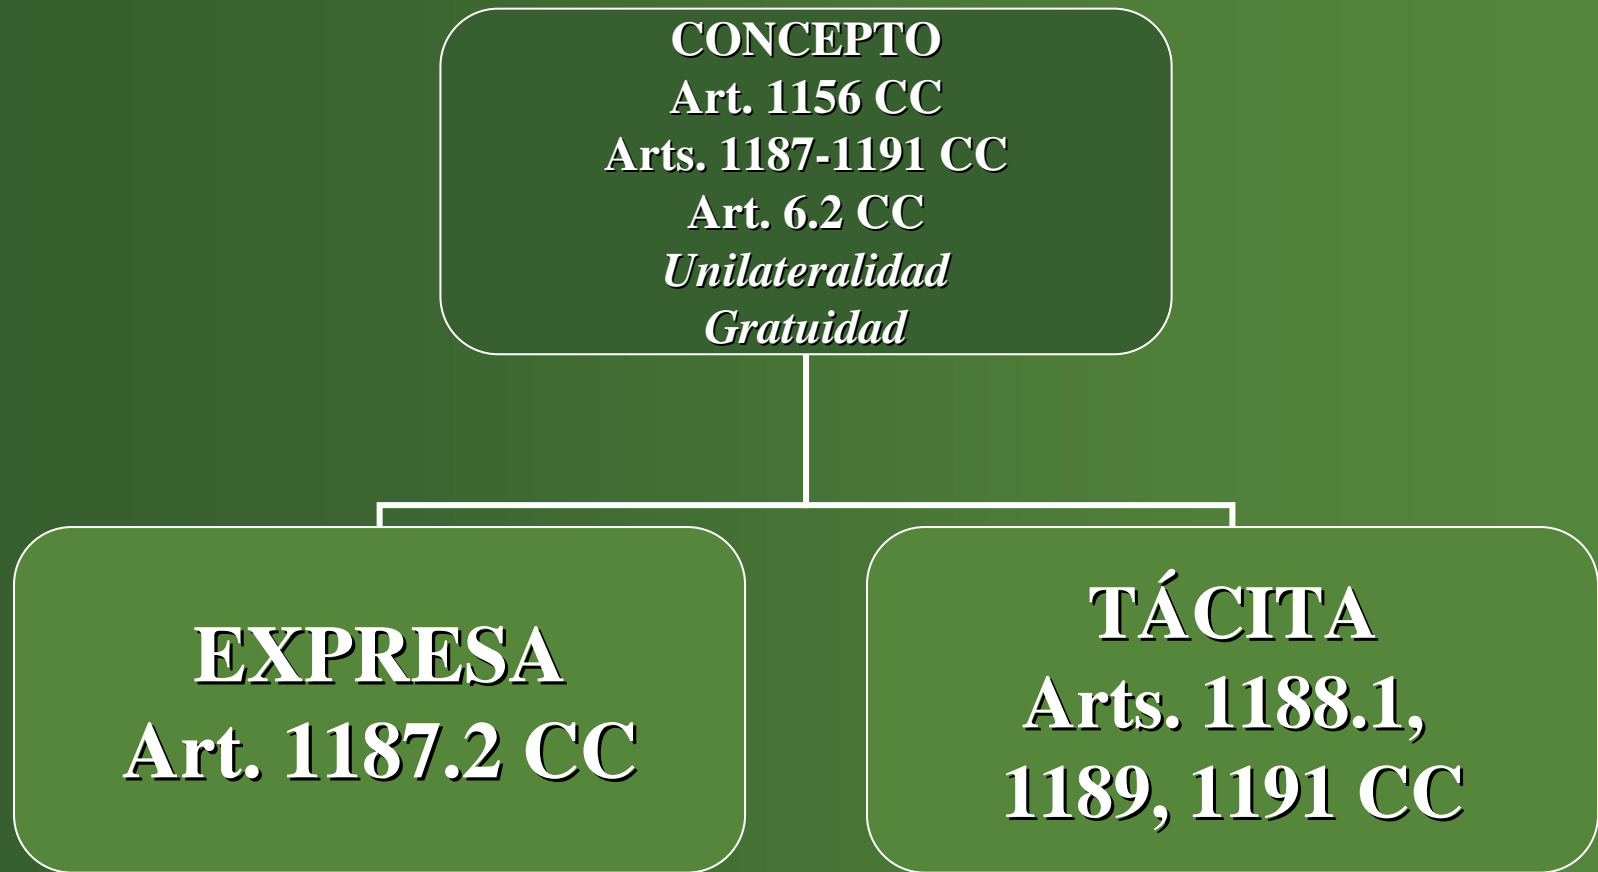 CONCEPTO
Art. 1156 CC
Arts. 1187-1191 CC
Art. 6.2 CC
Unilateralidad
Gratuidad
EXPRESA
Art. 1187.2 CC
TÁCITA
Arts. 1188.1,
1189, 1191 CC